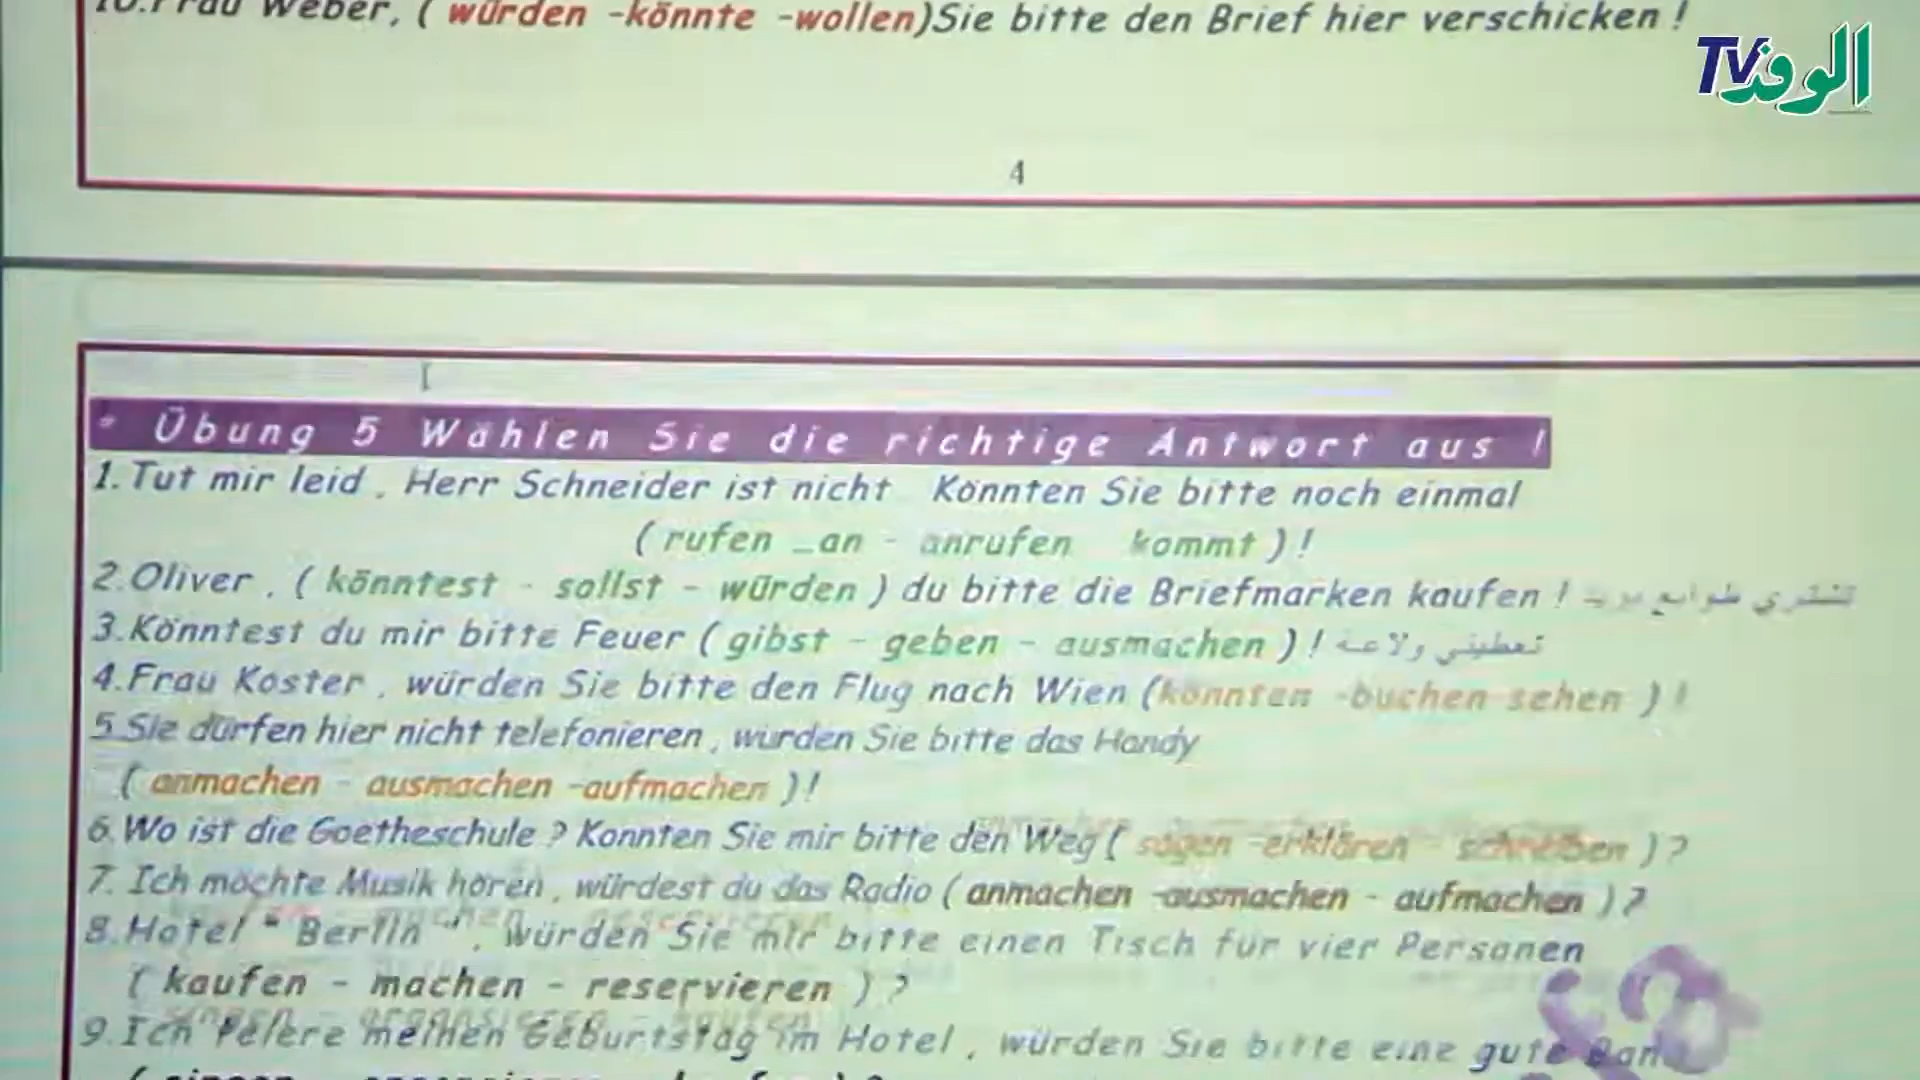 10.Frau Weber, ( würden -könnte -wollen)Sie bitte den Brief hier verschicken !
TV الوفد
4
Übung 5 Wählen Sie die richtige Antwort aus !
1. Tut mir leid , Herr Schneider ist nicht Könnten Sie bitte noch einmal
( rufen _an - anrufen kommt ) !
2.Oliver , ( könntest - sollst - würden ) du bitte die Briefmarken kaufen ! تشتري طوابع بريد
3.Könntest du mir bitte Feuer ( gibst - geben - ausmachen ) ! تعطيني ولاعة
4.Frau Koster , würden Sie bitte den Flug nach Wien (könnten -buchen sehen ) !
5.Sie dürfen hier nicht telefonieren , würden Sie bitte das Handy
( anmachen - ausmachen -aufmachen ) !
6. Wo ist die Goetheschule ? Könnten Sie mir bitte den Weg ( sagen -erklären - schreiben ) ?
7. Ich möchte Musik hören , würdest du das Radio ( anmachen -ausmachen - aufmachen ) ?
8.Hotel " Berlin " , würden Sie mir bitte einen Tisch für vier Personen
( kaufen - machen - reservieren ) ?
9.Ich feiere meinen Geburtstag im Hotel , würden Sie bitte eine gute Band